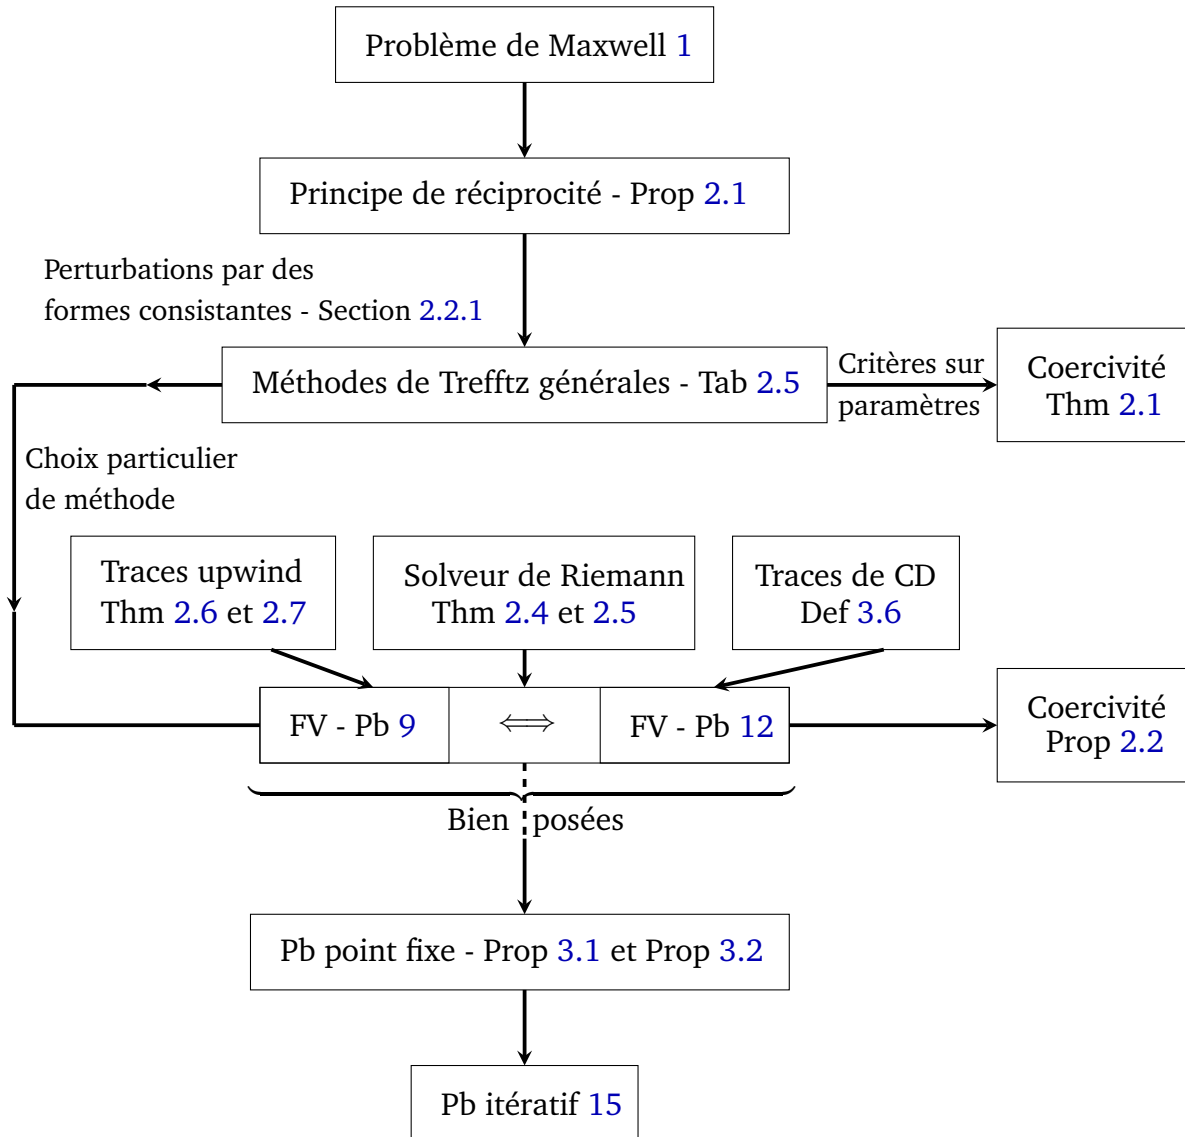 Problème de Maxwell 1
Principe de réciprocité - Prop 2.1
Perturbations par des
formes consistantes - Section 2.2.1
Méthodes de Trefftz générales - Tab 2.5
Critères sur
paramètres
Coercivité
Thm 2.1
Choix particulier
de méthode
Traces upwind
Thm 2.6 et 2.7
Solveur de Riemann
Thm 2.4 et 2.5
Traces de CD
Def 3.6
FV - Pb 9
⟺
FV - Pb 12
Coercivité
Prop 2.2
Bien posées
Pb point fixe - Prop 3.1 et Prop 3.2
Pb itératif 15